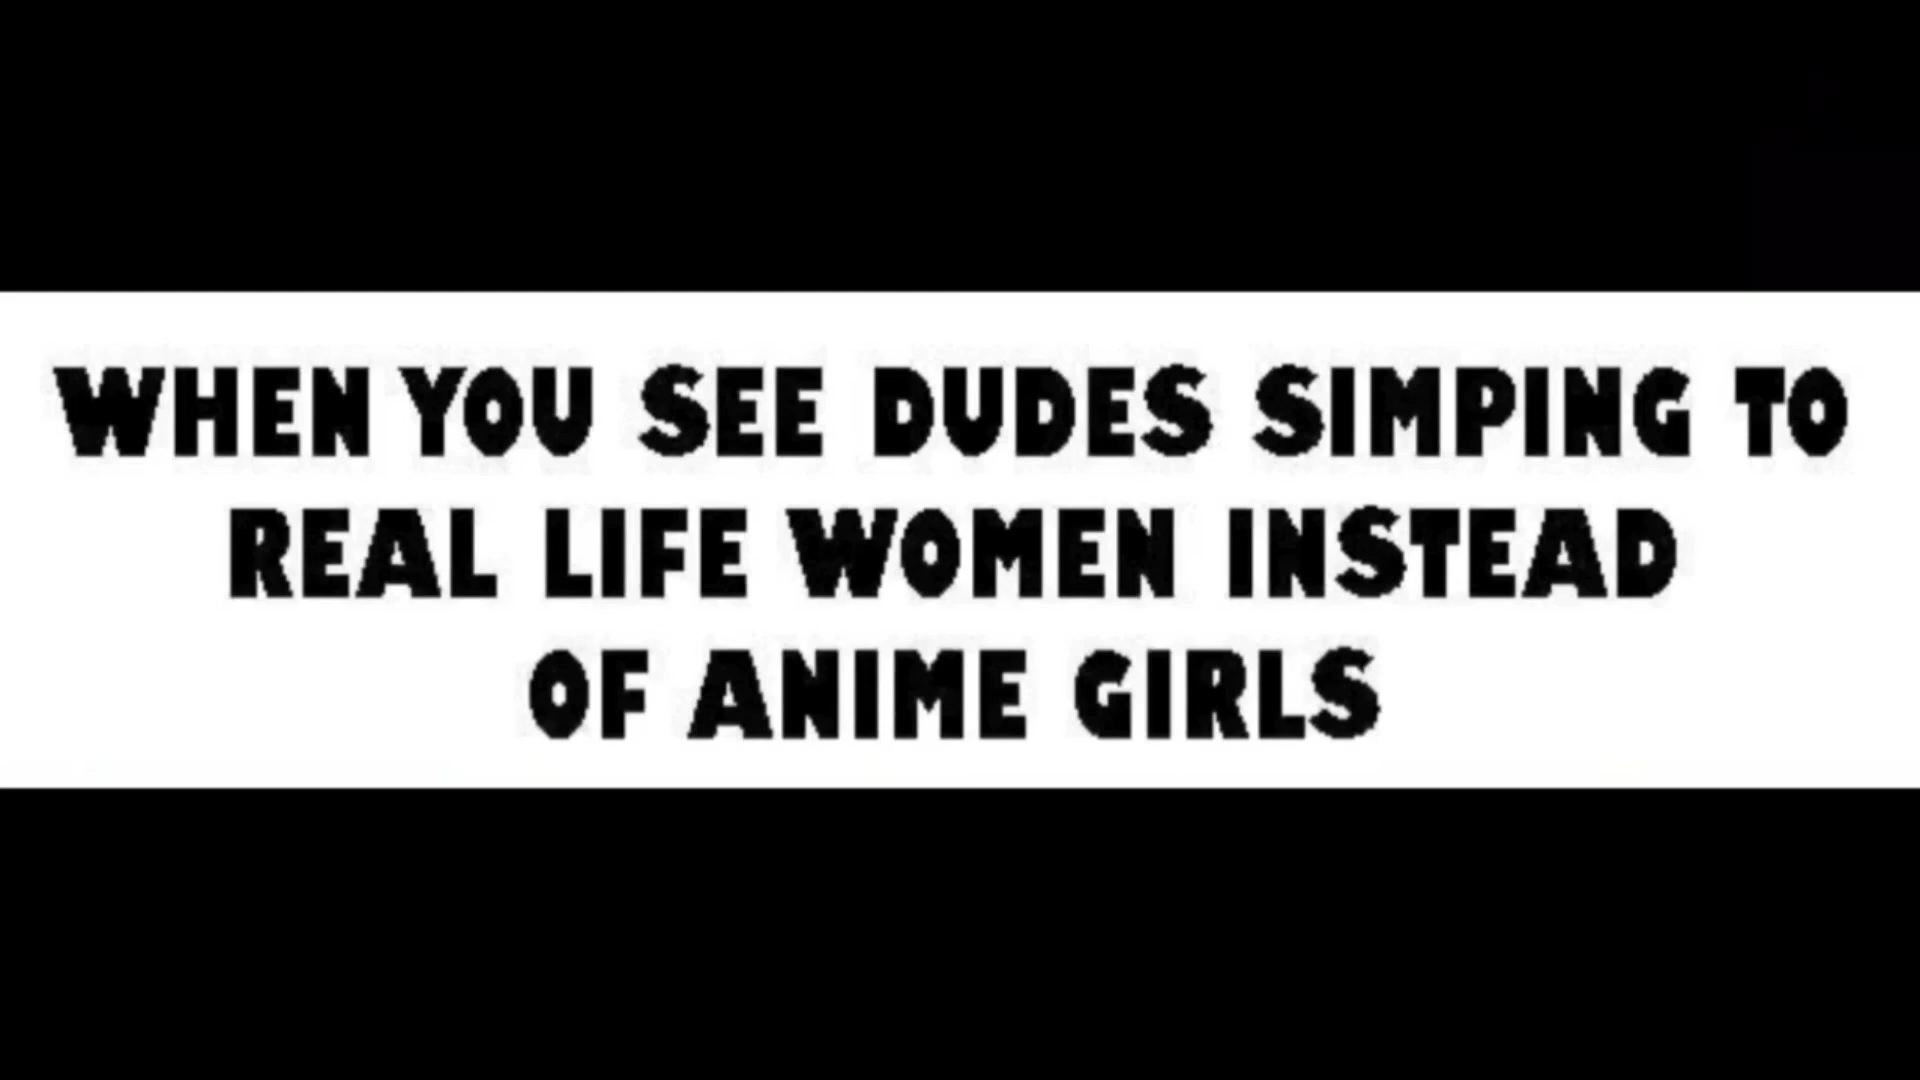 WHEN YOU SEE DUDES SIMPING TO
REAL LIFE WOMEN INSTEAD
OF ANIME GIRLS